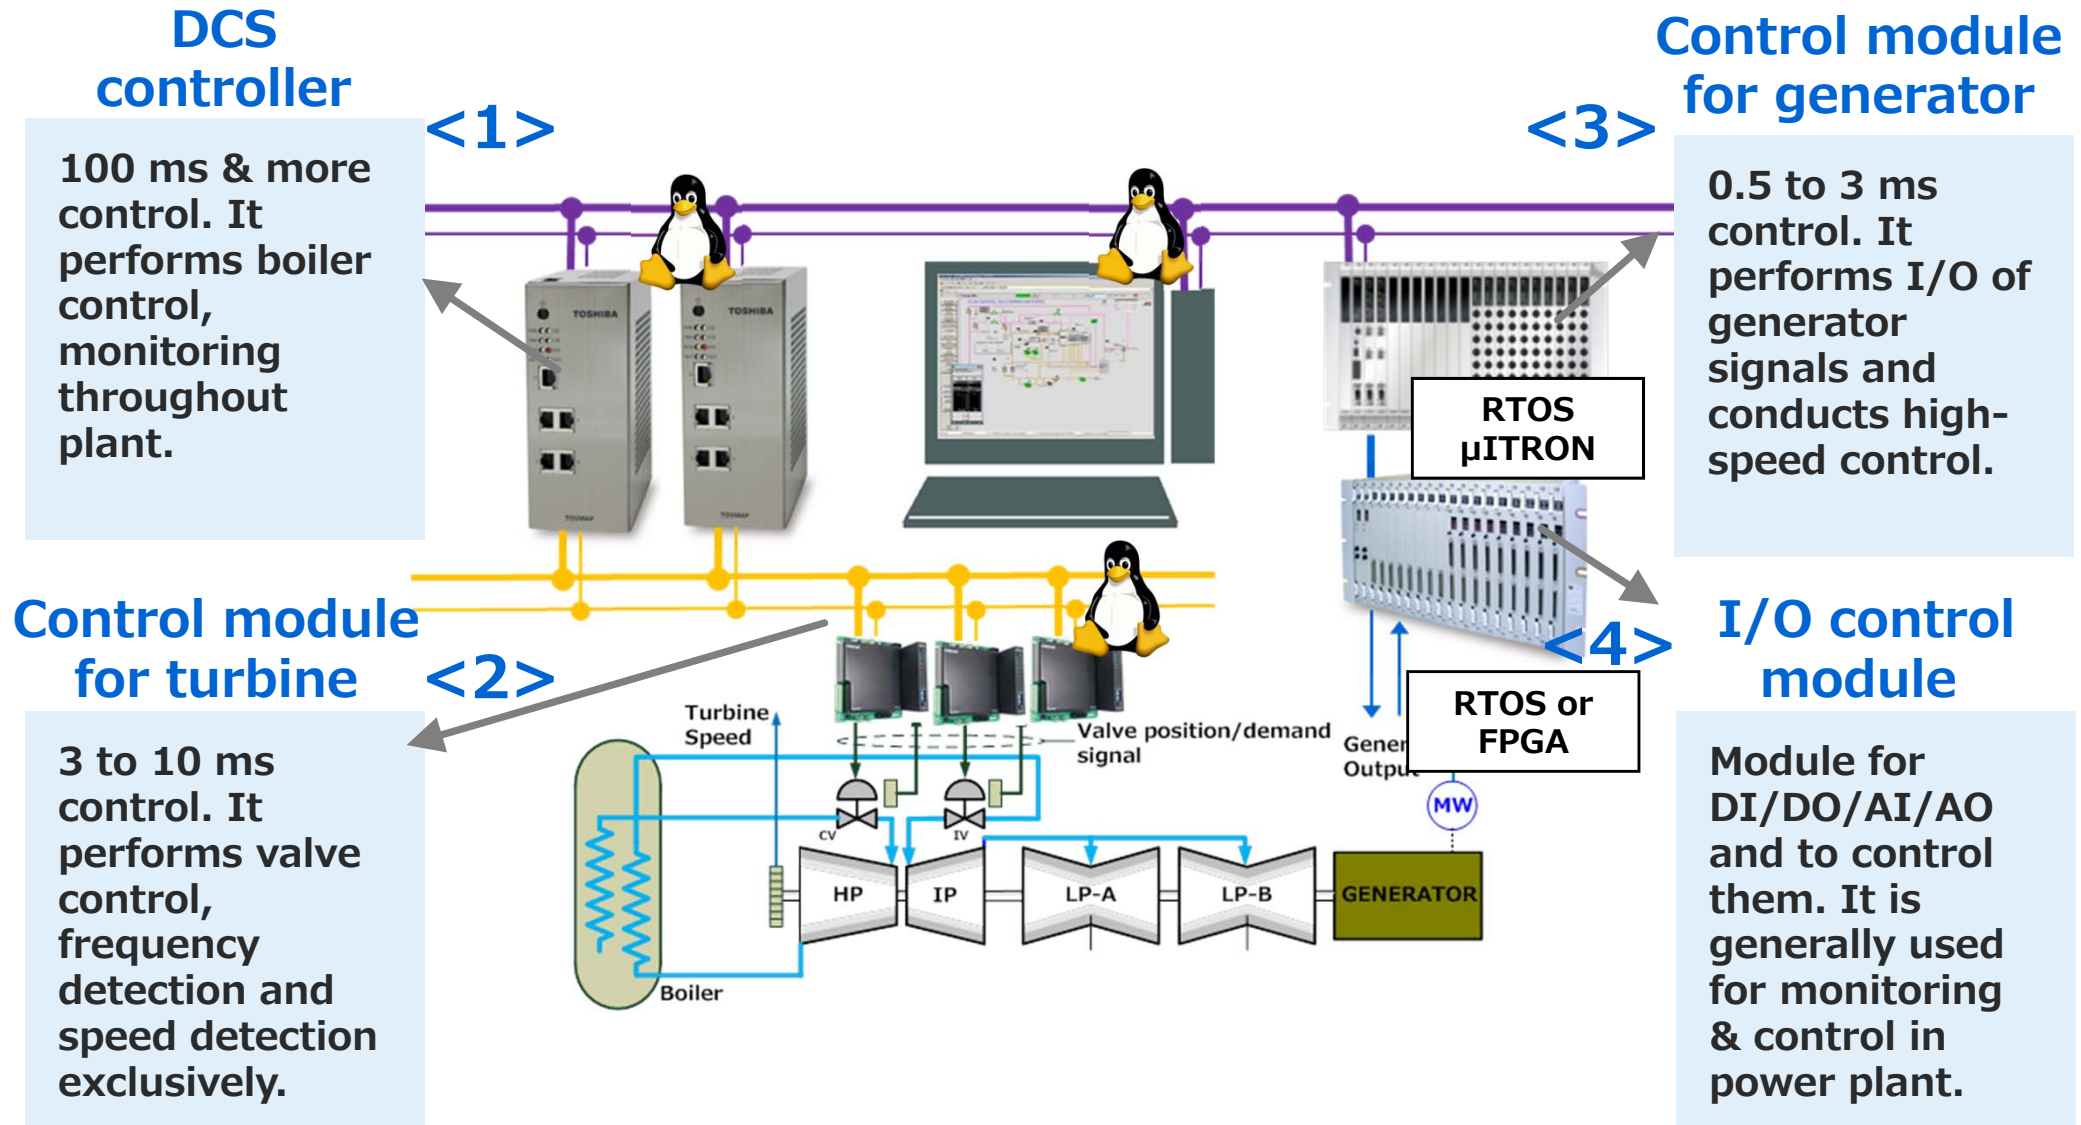 DCS
controller
<1>
100 ms & more
control. It
performs boiler
control,
monitoring
throughout
plant.
Control module
for generator
<3>
0.5 to 3 ms
control. It
performs I/O of
generator
signals and
conducts high-
speed control.
TOSHIBA
TOSMAP
TOSHIBA
TOSMAP
RTOS
µITRON
Control module
for turbine
<2>
3 to 10 ms
control. It
performs valve
control,
frequency
detection and
speed detection
exclusively.
<4>
I/O control
module
RTOS or
FPGA
Module for
DI/DO/AI/AO
and to control
them. It is
generally used
for monitoring
& control in
power plant.
Turbine
Speed
Valve position/demand
signal
Gener
Output
MW
CV
IV
HP
IP
LP-A
LP-B
GENERATOR
Boiler